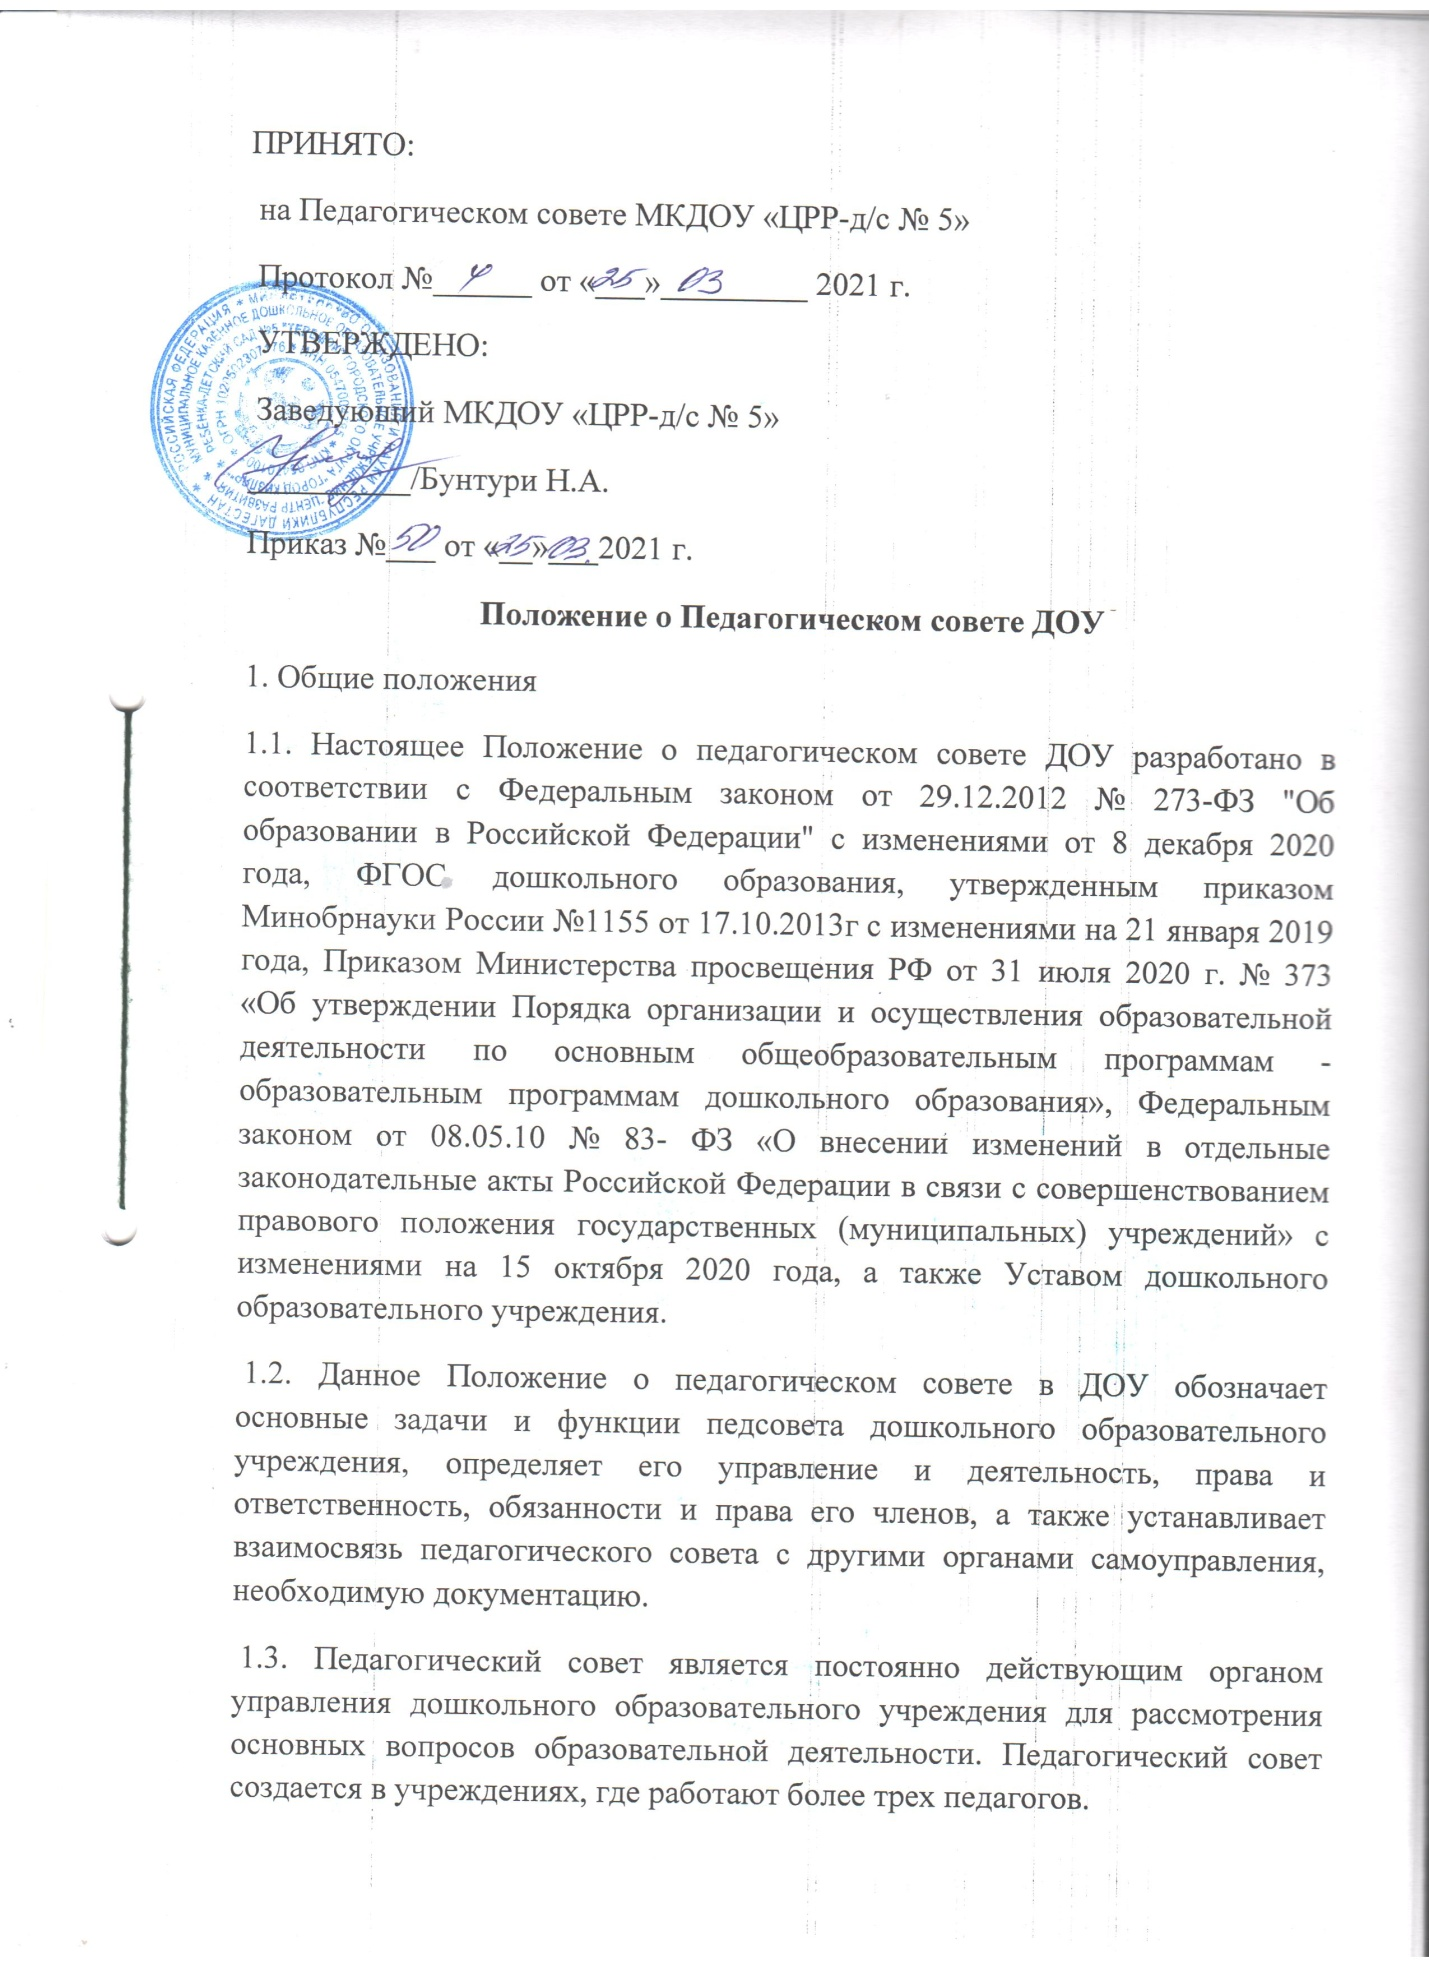 ПРИНЯТО:
на Педагогическом совете МКДОУ «ЦРР-д/с № 5»
Протокол № 4 от «25» 03 2021 г.
УТВЕРЖДЕНО:
Заведующий МКДОУ «ЦРР-д/с № 5»
/Бунтури Н.А.
Приказ № 50 от «25» 03. 2021 г.
Положение о Педагогическом совете ДОУ
1. Общие положения
1.1. Настоящее Положение о педагогическом совете ДОУ разработано в
соответствии с Федеральным законом от 29.12.2012 № 273-ФЗ "Об
образовании в Российской Федерации" с изменениями от 8 декабря 2020
года, ФГОС дошкольного образования, утвержденным приказом
Минобрнауки России №1155 от 17.10.2013г с изменениями на 21 января 2019
года, Приказом Министерства просвещения РФ от 31 июля 2020 г. № 373
«Об утверждении Порядка организации и осуществления образовательной
деятельности по основным общеобразовательным программам -
образовательным программам дошкольного образования», Федеральным
законом от 08.05.10 № 83- ФЗ «О внесении изменений в отдельные
законодательные акты Российской Федерации в связи с совершенствованием
правового положения государственных (муниципальных) учреждений» с
изменениями на 15 октября 2020 года, а также Уставом дошкольного
образовательного учреждения.
1.2. Данное Положение о педагогическом совете в ДОУ обозначает
основные задачи и функции педсовета дошкольного образовательного
учреждения, определяет его управление и деятельность, права и
ответственность, обязанности и права его членов, а также устанавливает
взаимосвязь педагогического совета с другими органами самоуправления,
необходимую документацию.
1.3. Педагогический совет является постоянно действующим органом
управления дошкольного образовательного учреждения для рассмотрения
основных вопросов образовательной деятельности. Педагогический совет
создается в учреждениях, где работают более трех педагогов.